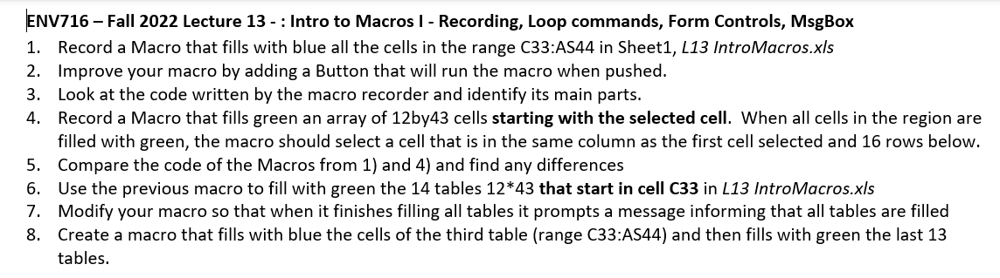 ENV716 – Fall 2022 Lecture 13 - : Intro to Macros I - Recording, Loop commands, Form Controls, MsgBox
1. Record a Macro that fills with blue all the cells in the range C33:AS44 in Sheet1, L13 IntroMacros.xls
2. Improve your macro by adding a Button that will run the macro when pushed.
3. Look at the code written by the macro recorder and identify its main parts.
4. Record a Macro that fills green an array of 12by43 cells starting with the selected cell. When all cells in the region are
filled with green, the macro should select a cell that is in the same column as the first cell selected and 16 rows below.
5. Compare the code of the Macros from 1) and 4) and find any differences
6. Use the previous macro to fill with green the 14 tables 12*43 that start in cell C33 in L13 IntroMacros.xls
7. Modify your macro so that when it finishes filling all tables it prompts a message informing that all tables are filled
8. Create a macro that fills with blue the cells of the third table (range C33:AS44) and then fills with green the last 13
tables.